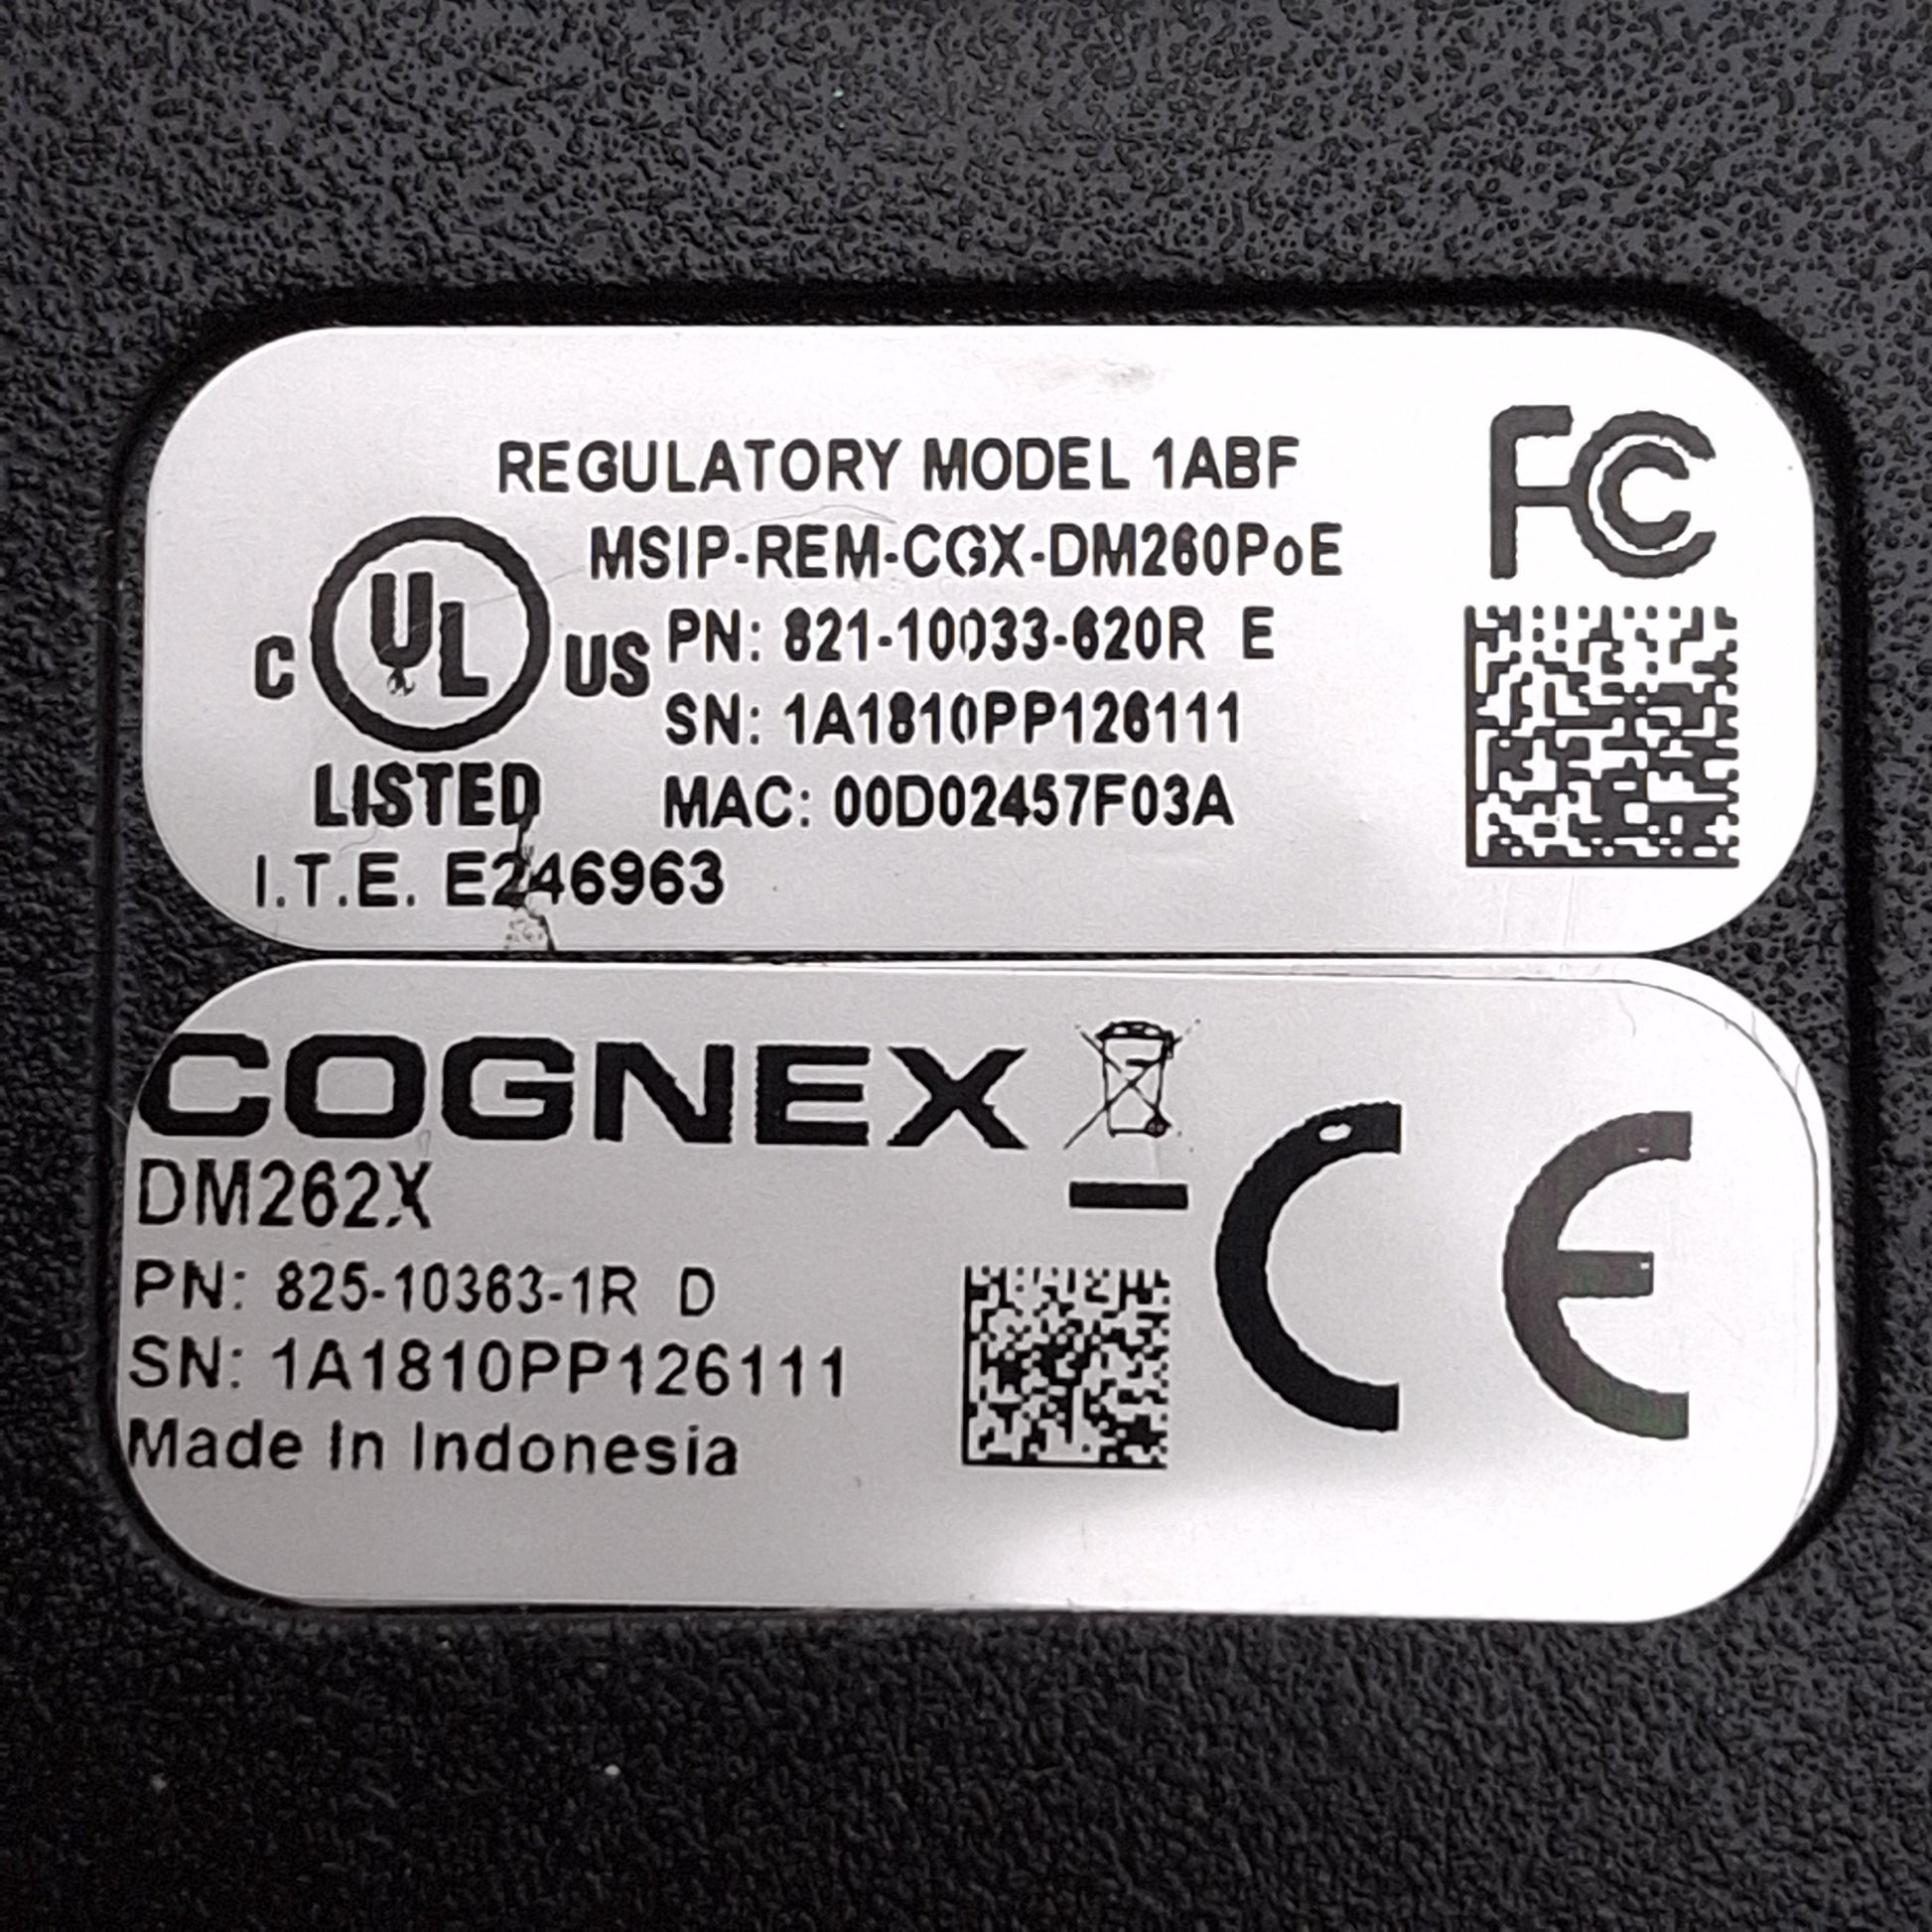 REGULATORY MODEL 1ABF
MSIP-REM-CGX-DM260PoE
PN: 821-10033-620R E
SN: 1A1810PP126111
MAC: 00D02457F03A
C UL US
LISTED
I.T.E. E246963
FC
COGNEX
DM262X
PN: 825-10363-1R D
SN: 1A1810PP126111
Made In Indonesia
CE